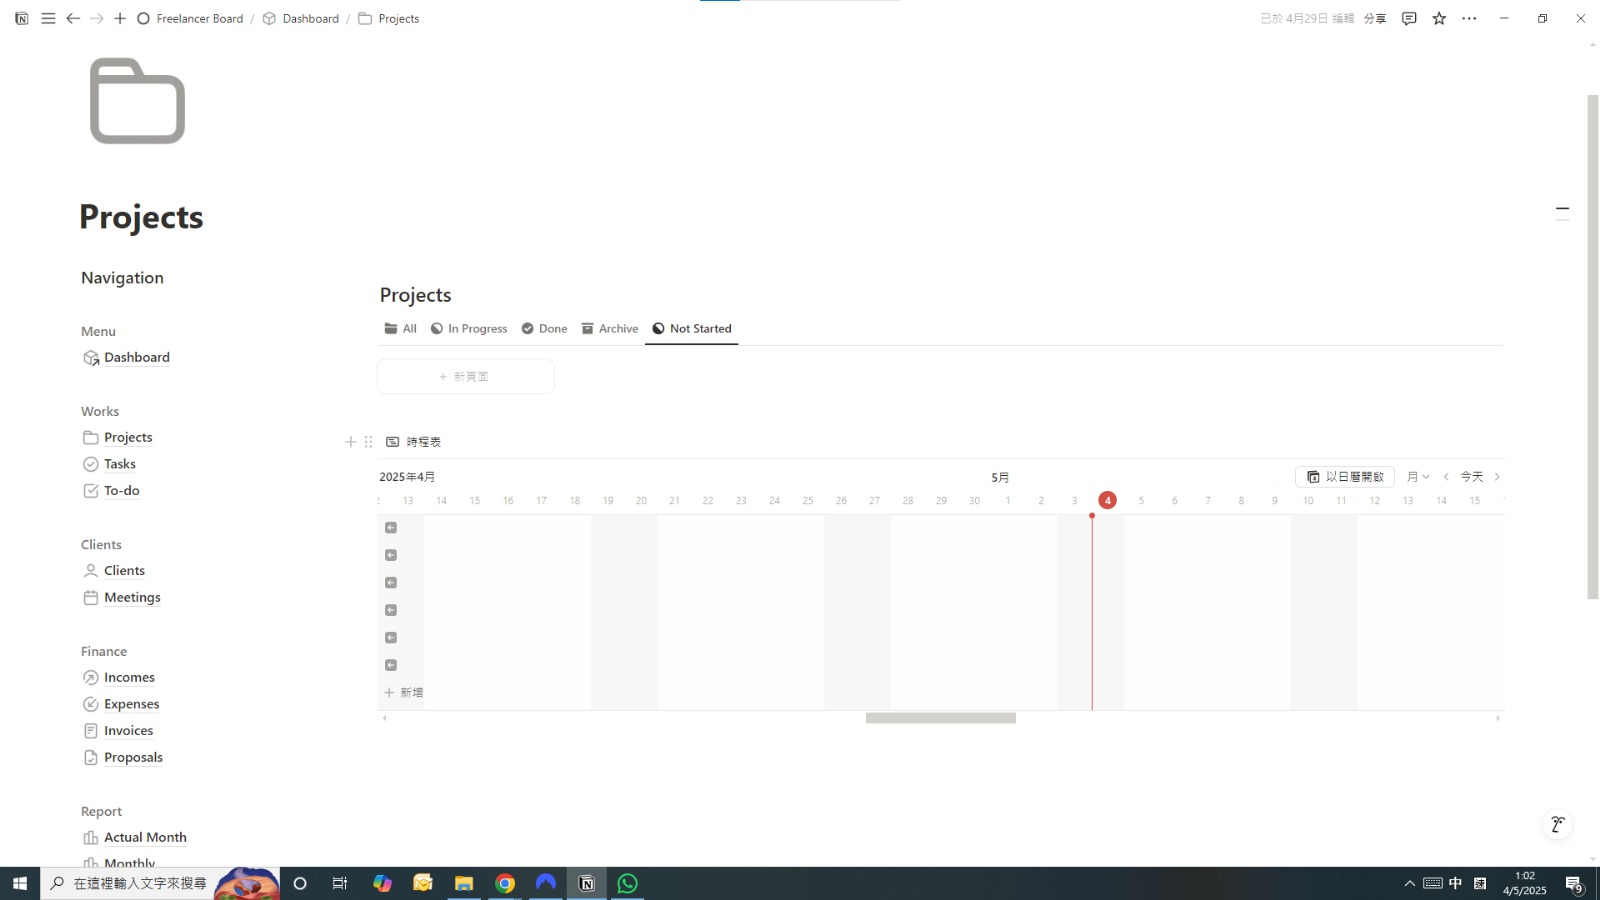 Freelancer Board / Dashboard / Projects
已於 4月29日 編輯 分享
Projects
Navigation
Menu
Dashboard
Works
Projects
Tasks
To-do
Clients
Clients
Meetings
Finance
Incomes
Expenses
Invoices
Proposals
Report
Actual Month
Monthly
Projects
All In Progress Done Archive Not Started
+ 新頁面
時程表
2025年4月 5月 以日曆開啟 月 今天
13 14 15 16 17 18 19 20 21 22 23 24 25 26 27 28 29 30 1 2 3 4 5 6 7 8 9 10 11 12 13 14 15
+ 新增
在這裡輸入文字來搜尋
中
1:02
4/5/2025
9